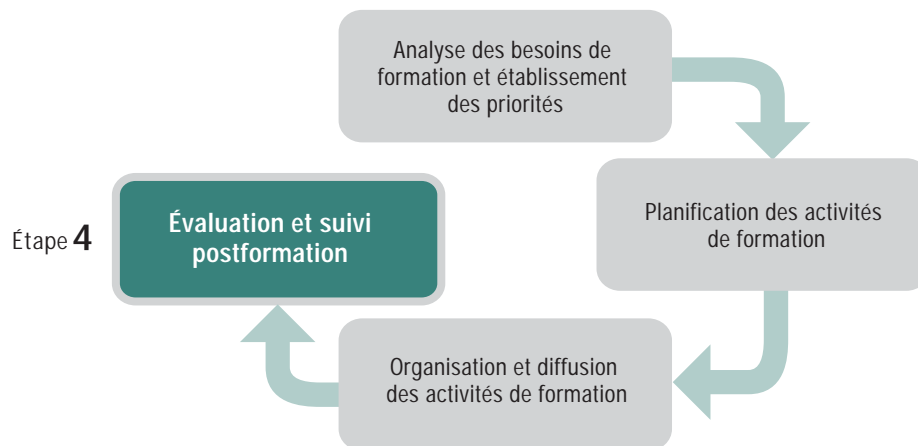 Analyse des besoins de
formation et établissement
des priorités
Planification des activités
de formation
Étape 4
Évaluation et suivi
postformation
Organisation et diffusion
des activités de formation